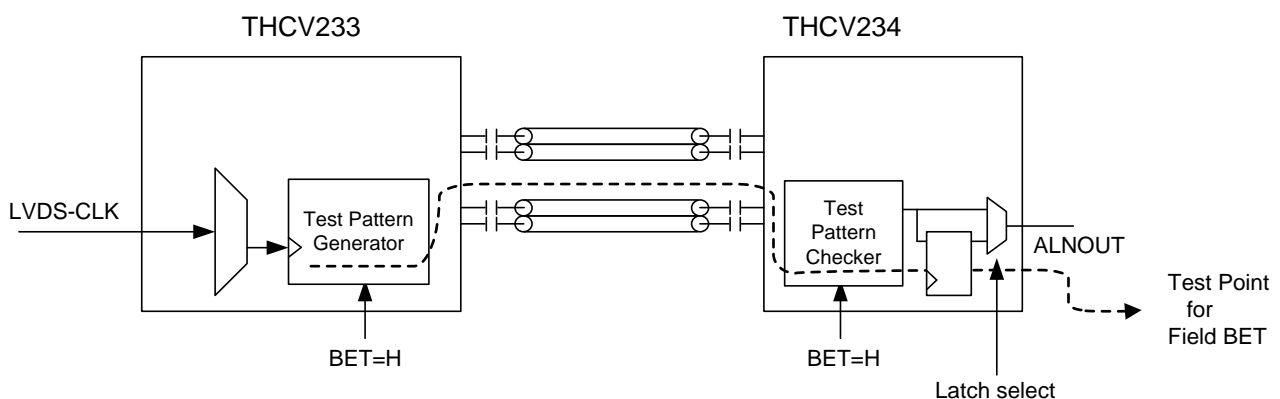 THCV233
THCV234
LVDS-CLK
Test Pattern
Generator
Test
Pattern
Checker
ALNOUT
Test Point
for
Field BET
BET=H
BET=H
Latch select